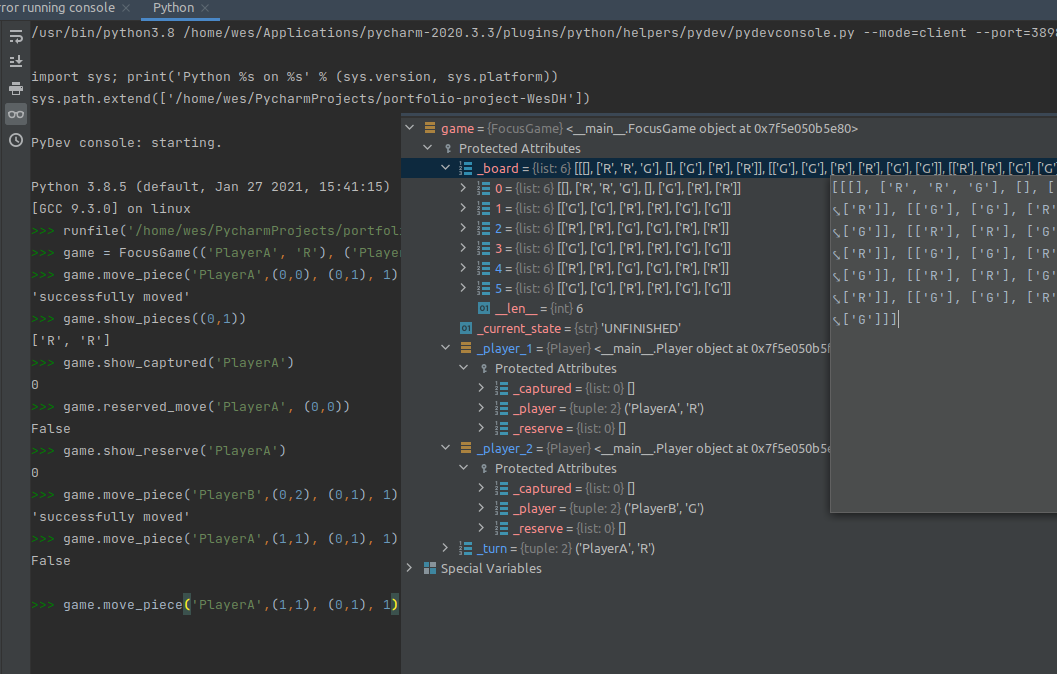 ror running console
Python
/usr/bin/python3.8 /home/wes/Applications/pycharm-2020.3.3/plugins/python/helpers/pydev/pydevconsole.py --mode=client --port=3898
import sys; print('Python %s on %s' % (sys.version, sys.platform))
sys.path.extend(['/home/wes/PycharmProjects/portfolio-project-WesDH'])
PyDev console: starting.
Python 3.8.5 (default, Jan 27 2021, 15:41:15)
[GCC 9.3.0] on linux
>>> runfile('/home/wes/PycharmProjects/portfoli
>>> game = FocusGame(('PlayerA', 'R'), ('Player
>>> game.move_piece('PlayerA',(0,0), (0,1), 1)
'successfully moved'
>>> game.show_pieces((0,1))
['R', 'R']
>>> game.show_captured('PlayerA')
0
>>> game.reserved_move('PlayerA', (0,0))
False
>>> game.show_reserve('PlayerA')
0
>>> game.move_piece('PlayerB',(0,2), (0,1), 1)
'successfully moved'
>>> game.move_piece('PlayerA',(1,1), (0,1), 1)
False
>>> game.move_piece('PlayerA',(1,1), (0,1), 1)
game = {FocusGame} <__main__.FocusGame object at 0x7f5e050b5e80>
Protected Attributes
_board = {list: 6} [[[], ['R', 'R', 'G'], [], ['G'], ['R'], ['R']], [['G'], ['G'], ['R'], ['R'], ['G'], ['G']], [['R'], ['R'], ['G'], ['G'
0 = {list: 6} [[], ['R', 'R', 'G'], [], ['G'], ['R'], ['R']]
1 = {list: 6} [['G'], ['G'], ['R'], ['R'], ['G'], ['G']]
2 = {list: 6} [['R'], ['R'], ['G'], ['G'], ['R'], ['R']]
3 = {list: 6} [['G'], ['G'], ['R'], ['R'], ['G'], ['G']]
4 = {list: 6} [['R'], ['R'], ['G'], ['G'], ['R'], ['R']]
5 = {list: 6} [['G'], ['G'], ['R'], ['R'], ['G'], ['G']]
01 __len__ = {int} 6
01 _current_state = {str} 'UNFINISHED'
_player_1 = {Player} <__main__.Player object at 0x7f5e050b5
Protected Attributes
_captured = {list: 0} []
_player = {tuple: 2} ('PlayerA', 'R')
_reserve = {list: 0} []
_player_2 = {Player} <__main__.Player object at 0x7f5e050b5
Protected Attributes
_captured = {list: 0} []
_player = {tuple: 2} ('PlayerB', 'G')
_reserve = {list: 0} []
_turn = {tuple: 2} ('PlayerA', 'R')
Special Variables
[[[], ['R', 'R', 'G'], [], [
['R']], [['G'], ['G'], ['R
['G']], [['R'], ['R'], ['G
['R']], [['G'], ['G'], ['R
['G']], [['R'], ['R'], ['G
['R']], [['G'], ['G'], ['R
['G']]]